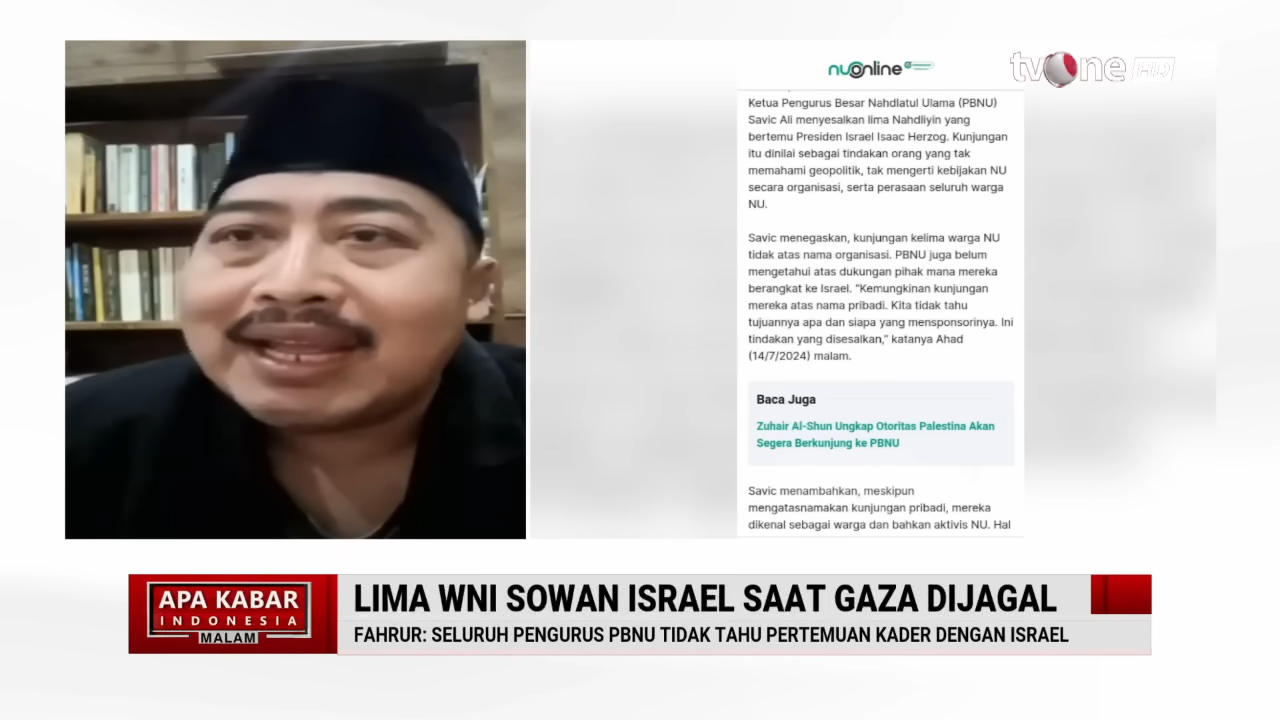 nuonline
tvOne HD
Ketua Pengurus Besar Nahdlatul Ulama (PBNU)
Savic Ali menyesalkan lima Nahdliyin yang
bertemu Presiden Israel Isaac Herzog. Kunjungan
itu dinilai sebagai tindakan orang yang tak
memahami geopolitik, tak mengerti kebijakan NU
secara organisasi, serta perasaan seluruh warga
NU.
Savic menegaskan, kunjungan kelima warga NU
tidak atas nama organisasi. PBNU juga belum
mengetahui atas dukungan pihak mana mereka
berangkat ke Israel. "Kemungkinan kunjungan
mereka atas nama pribadi. Kita tidak tahu
tujuannya apa dan siapa yang mensponsorinya. Ini
tindakan yang disesalkan," katanya Ahad
(14/7/2024) malam.
Baca Juga
Zuhair Al-Shun Ungkap Otoritas Palestina Akan
Segera Berkunjung ke PBNU
Savic menambahkan, meskipun
mengatasnamakan kunjungan pribadi, mereka
dikenal sebagai warga dan bahkan aktivis NU. Hal
APA KABAR
INDONESIA
MALAM
LIMA WNI SOWAN ISRAEL SAAT GAZA DIJAGAL
FAHRUR: SELURUH PENGURUS PBNU TIDAK TAHU PERTEMUAN KADER DENGAN ISRAEL